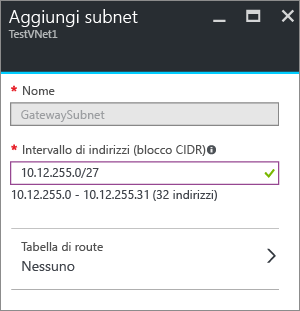 Aggiungi subnet
TestVNet1
* Nome
GatewaySubnet
* Intervallo di indirizzi (blocco CIDR)
10.12.255.0/27
10.12.255.0 - 10.12.255.31 (32 indirizzi)
Tabella di route
Nessuno